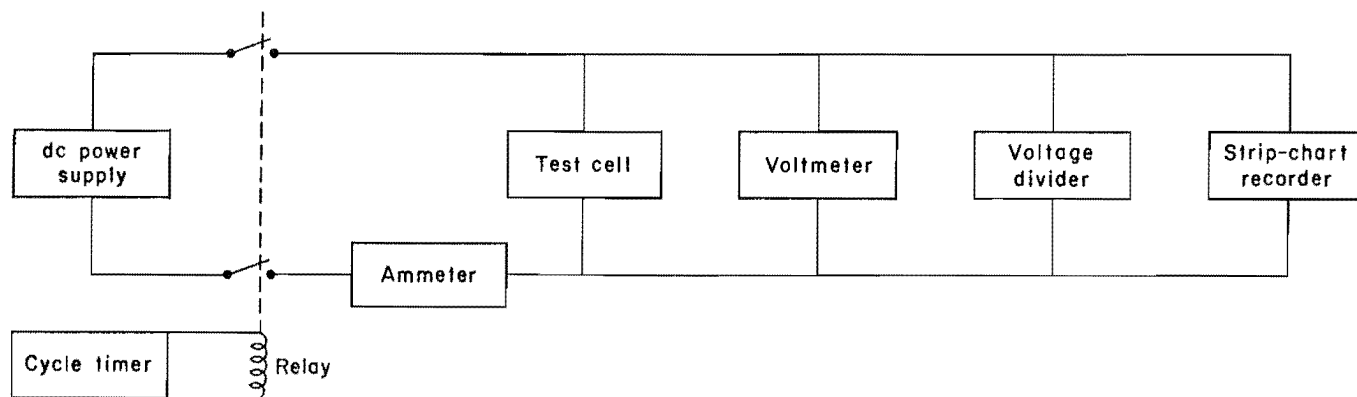 dc power
supply
Test cell
Voltmeter
Voltage
divider
Strip-chart
recorder
Ammeter
Cycle timer
Relay